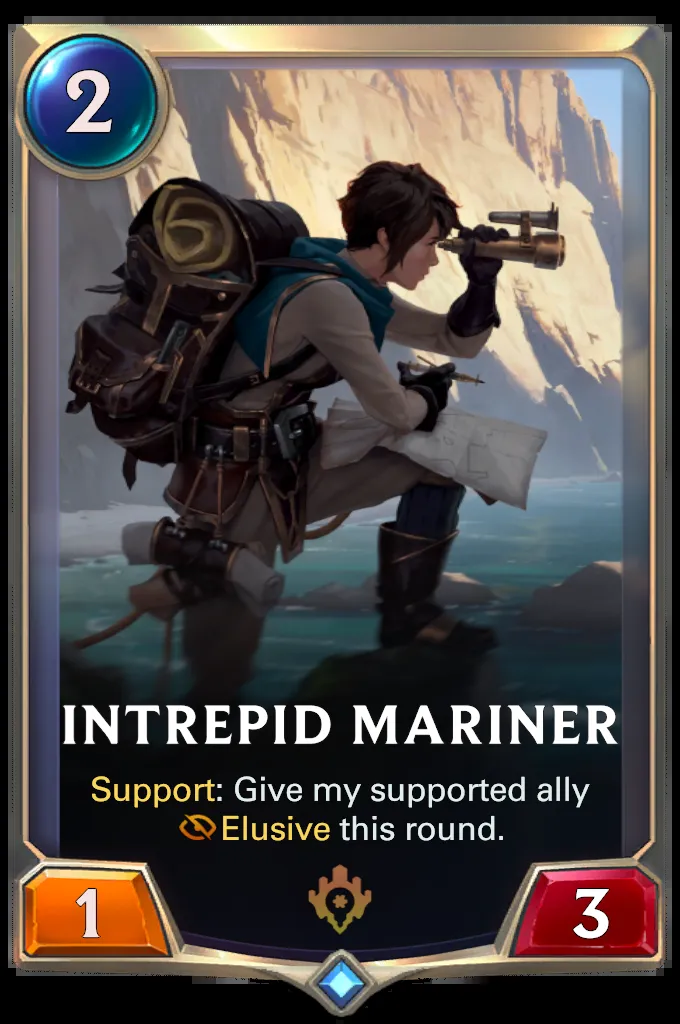 2
INTREPID MARINER
Support: Give my supported ally
Elusive this round.
1
3